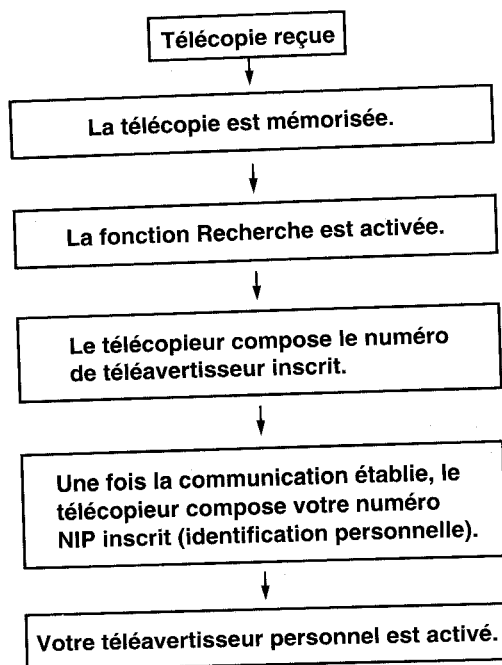 Télécopie reçue
La télécopie est mémorisée.
La fonction Recherche est activée.
Le télécopieur compose le numéro
de téléavertisseur inscrit.
Une fois la communication établie, le
télécopieur compose votre numéro
NIP inscrit (identification personnelle).
Votre téléavertisseur personnel est activé.